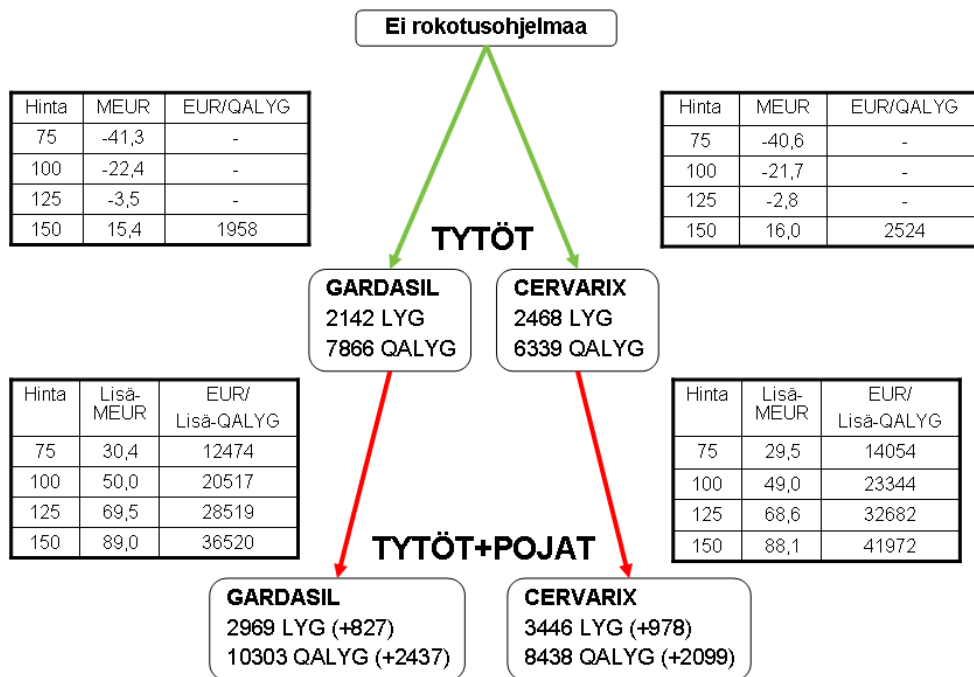 Ei rokotusohjelmaa
Hinta MEUR EUR/QALYG
75 -41,3 -
100 -22,4 -
125 -3,5 -
150 15,4 1958
Hinta MEUR EUR/QALYG
75 -40,6 -
100 -21,7 -
125 -2,8 -
150 16,0 2524
TYTÖT
GARDASIL
2142 LYG
7866 QALYG
CERVARIX
2468 LYG
6339 QALYG
Hinta Lisä- EUR/
MEUR Lisä-QALYG
75 30,4 12474
100 50,0 20517
125 69,5 28519
150 89,0 36520
Hinta Lisä- EUR/
MEUR Lisä-QALYG
75 29,5 14054
100 49,0 23344
125 68,6 32682
150 88,1 41972
TYTÖT+POJAT
GARDASIL
2969 LYG (+827)
10303 QALYG (+2437)
CERVARIX
3446 LYG (+978)
8438 QALYG (+2099)